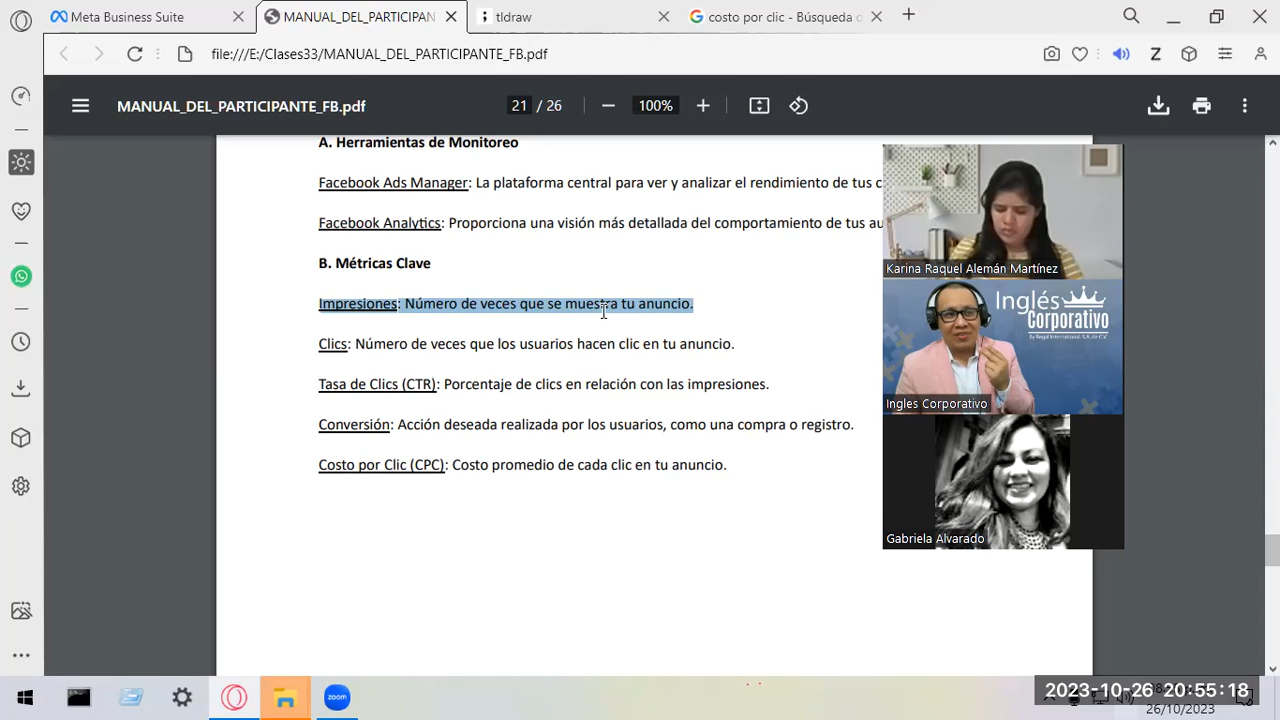 Meta Business Suite
MANUAL_DEL_PARTICIPAN
tldraw
costo por clic - Búsqueda d
file:///E:/Clases33/MANUAL_DEL_PARTICIPANTE_FB.pdf
MANUAL_DEL_PARTICIPANTE_FB.pdf
21 / 26
100%
A. Herramientas de Monitoreo
Facebook Ads Manager: La plataforma central para ver y analizar el rendimiento de tus c
Facebook Analytics: Proporciona una visión más detallada del comportamiento de tus au
B. Métricas Clave
Impresiones: Número de veces que se muestra tu anuncio.
Clics: Número de veces que los usuarios hacen clic en tu anuncio.
Tasa de Clics (CTR): Porcentaje de clics en relación con las impresiones.
Conversión: Acción deseada realizada por los usuarios, como una compra o registro.
Costo por Clic (CPC): Costo promedio de cada clic en tu anuncio.
Karina Raquel Alemán Martínez
Inglés
Corporativo
By Regal International, S.A. de C.V.
Ingles Corporativo
Gabriela Alvarado
zoom
2023-10-26 20:55:18
26/10/2023